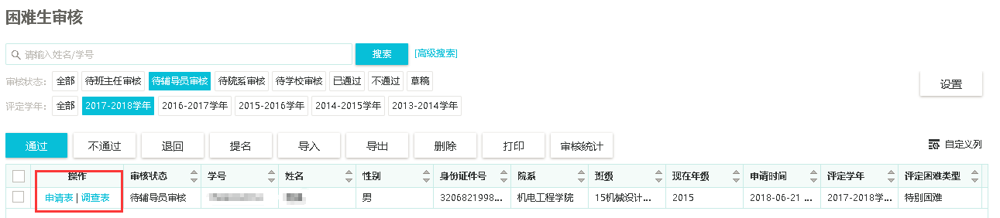 困难生审核
请输入姓名/学号 搜索 [高级搜索]
审核状态: 全部 待班主任审核 待辅导员审核 待院系审核 待学校审核 已通过 不通过 草稿
设置
评定学年: 全部 2017-2018学年 2016-2017学年 2015-2016学年 2014-2015学年 2013-2014学年
通过 不通过 退回 提名 导入 导出 删除 打印 审核统计 自定义列
操作 审核状态 学号 姓名 性别 身份证件号 院系 班级 现在年级 申请时间 评定学年 评定困难类型
申请表 | 调查表 待辅导员审核 男 3206821998... 机电工程学院 15机械设计... 2015 2018-06-21 ... 2017-2018学... 特别困难